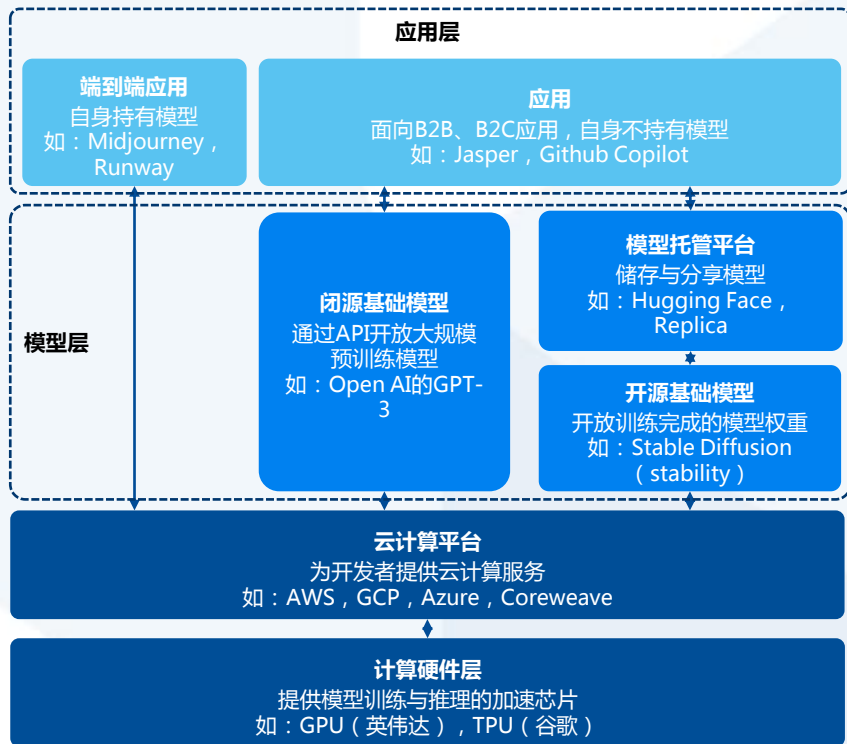 应用层
端到端应用
自身持有模型
如：Midjourney，
Runway
应用
面向B2B、B2C应用，自身不持有模型
如：Jasper，Github Copilot
模型层
闭源基础模型
通过API开放大规模
预训练模型
如：Open AI的GPT-
3
模型托管平台
储存与分享模型
如：Hugging Face，
Replica
开源基础模型
开放训练完成的模型权重
如：Stable Diffusion
（stability）
云计算平台
为开发者提供云计算服务
如：AWS，GCP，Azure，Coreweave
计算硬件层
提供模型训练与推理的加速芯片
如：GPU（英伟达），TPU（谷歌）